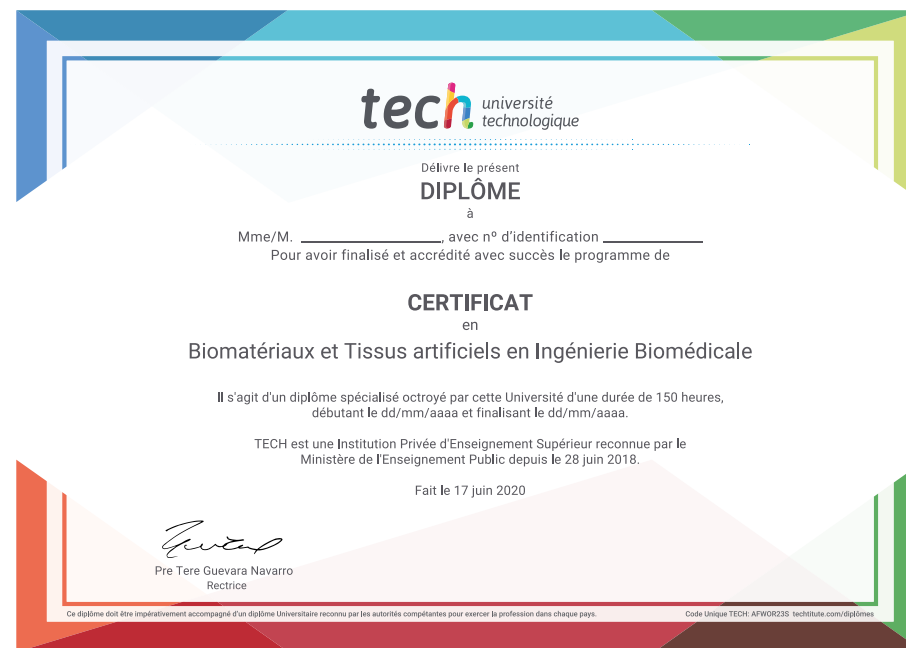 tech université
technologique
Délivre le présent
DIPLÔME
à
Mme/M. ____________________, avec nº d'identification ______________
Pour avoir finalisé et accrédité avec succès le programme de
CERTIFICAT
en
Biomatériaux et Tissus artificiels en Ingénierie Biomédicale
Il s'agit d'un diplôme spécialisé octroyé par cette Université d'une durée de 150 heures,
débutant le dd/mm/aaaa et finalisant le dd/mm/aaaa.
TECH est une Institution Privée d'Enseignement Supérieur reconnue par le
Ministère de l'Enseignement Public depuis le 28 juin 2018.
Fait le 17 juin 2020
Pre Tere Guevara Navarro
Rectrice
Ce diplôme doit être impérativement accompagné d'un diplôme Universitaire reconnu par les autorités compétentes pour exercer la profession dans chaque pays.
Code Unique TECH: AFWOR23S techtitute.com/diplômes